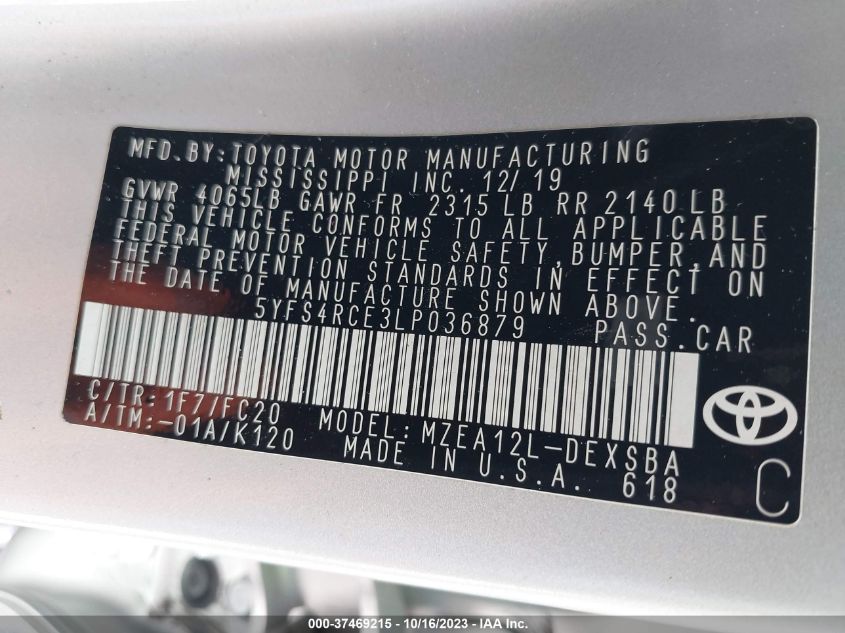 MFD.BY:TOYOTA MOTOR MANUFACTURING
MISSISSIPPI INC. 12/19
GVWR 4065LB GAWR FR 2315 LB RR 2140 LB
THIS VEHICLE CONFORMS TO ALL APPLICABLE
FEDERAL MOTOR VEHICLE SAFETY,BUMPER,AND
THEFT PREVENTION STANDARDS IN EFFECT ON
THE DATE OF MANUFACTURE SHOWN ABOVE.
5YFS4RCE3LP036879 PASS.CAR
C/TR:1F7/FC20
A/TM:-01A/K120
MODEL:MZEA12L-DEXSBA
MADE IN U.S.A. 618
C
000-37469215 - 10/16/2023 - IAA Inc.